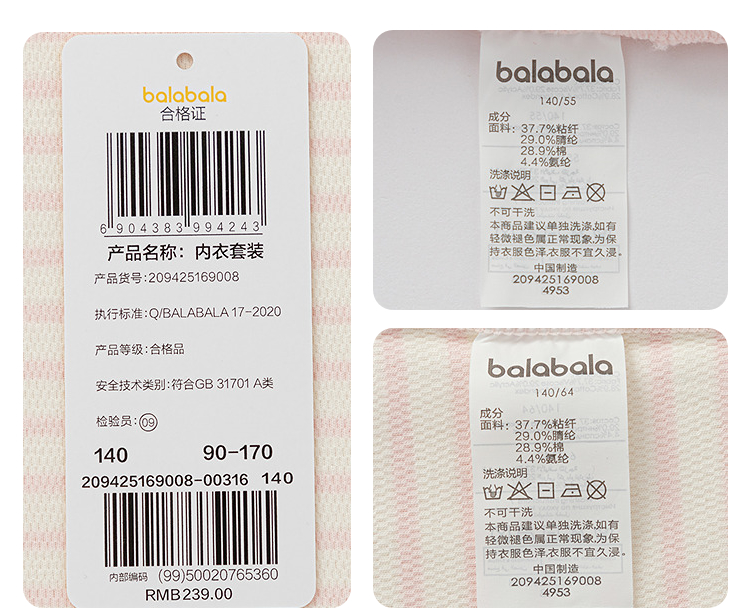 balabala
合格证
6 904383 994243
产品名称：内衣套装
产品货号:209425169008
执行标准:Q/BALABALA 17-2020
产品等级:合格品
安全技术类别:符合GB 31701 A类
检验员:09
140 90-170
209425169008-00316 140
内部编码 (99)50020765360
RMB239.00
balabala
140/55
成分
面料: 37.7%粘纤
29.0%腈纶
28.9%棉
4.4%氨纶
洗涤说明
不可干洗
本商品建议单独洗涤,如有
轻微褪色属正常现象,为保
持衣服色泽,衣服不宜久浸。
中国制造
209425169008
4953
balabala
140/64
成分
面料: 37.7%粘纤
29.0%腈纶
28.9%棉
4.4%氨纶
洗涤说明
不可干洗
本商品建议单独洗涤,如有
轻微褪色属正常现象,为保
持衣服色泽,衣服不宜久浸。
中国制造
209425169008
4953